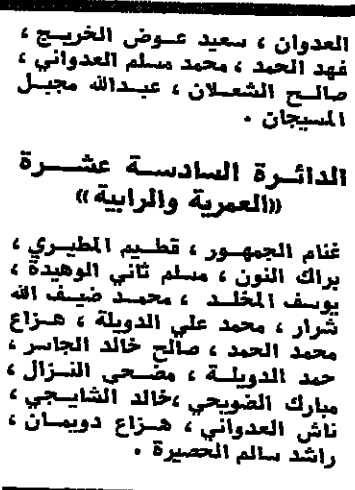 العدوان ، سعيد عوض الخريج ،
فهد الحمد ، محمد مسلم العدواني ،
صالح الشعلان ، عبدالله مجبل
المسيجان .
الدائرة السادسة عشرة
«العمرية والرابية»
غنام الجمهور ، قطيم المطيري ،
براك النون ، مسلم ثاني الوهيدة ،
يوسف المخلد ، محمد ضيف الله
شرار ، محمد علي الدويلة ، هزاع
محمد الحمد ، صالح خالد الجاسر ،
حمد الدويلة ، مضحي النزال ،
مبارك الضويحي ،خالد الشايجي ،
ناش العدواني ، هزاع دويمان ،
راشد سالم الحصيرة .